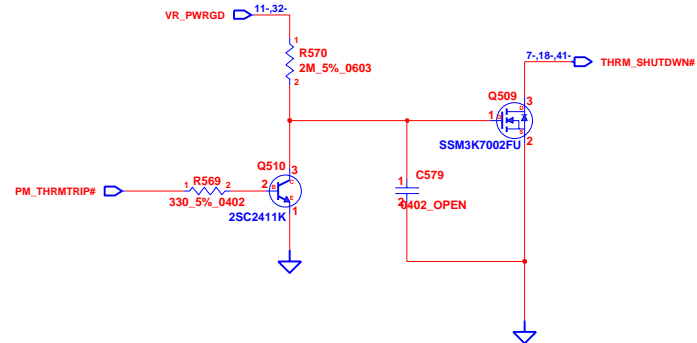 VR_PWRGD
11-,32-
1
R570
2M_5%_0603
2
7-,18-,41-
THRM_SHUTDWN#
Q509
3
D
1
G
S
2
SSM3K7002FU
Q510
3
C
R569
1
2
2
B
PM_THRMTRIP#
330_5%_0402
E
1
2SC2411K
C579
1
2
0402_OPEN